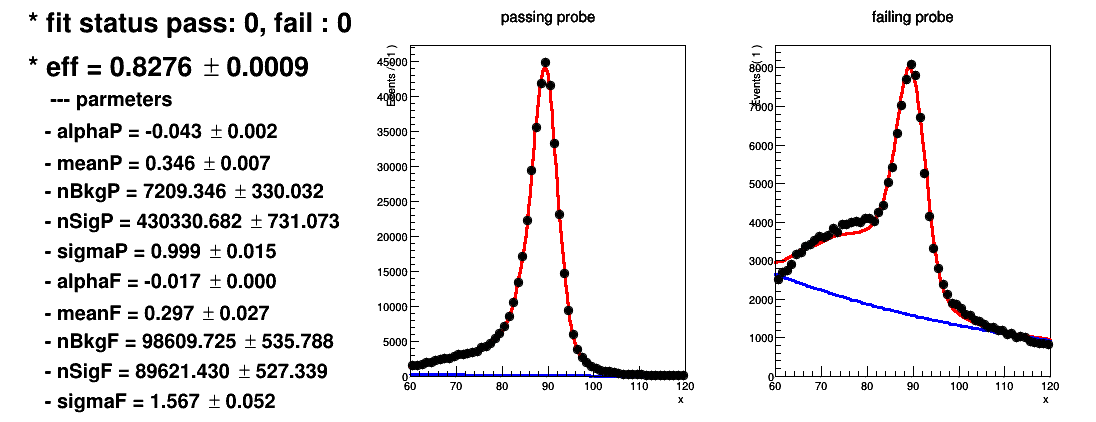 * fit status pass: 0, fail : 0
* eff = 0.8276 ± 0.0009
--- parmeters
- alphaP = -0.043 ± 0.002
- meanP = 0.346 ± 0.007
- nBkgP = 7209.346 ± 330.032
- nSigP = 430330.682 ± 731.073
- sigmaP = 0.999 ± 0.015
- alphaF = -0.017 ± 0.000
- meanF = 0.297 ± 0.027
- nBkgF = 98609.725 ± 535.788
- nSigF = 89621.430 ± 527.339
- sigmaF = 1.567 ± 0.052
passing probe
Events / ( 1 )
45000
40000
35000
30000
25000
20000
15000
10000
5000
0
60 70 80 90 100 110 120
x
failing probe
Events / ( 1 )
8000
7000
6000
5000
4000
3000
2000
1000
0
60 70 80 90 100 110 120
x